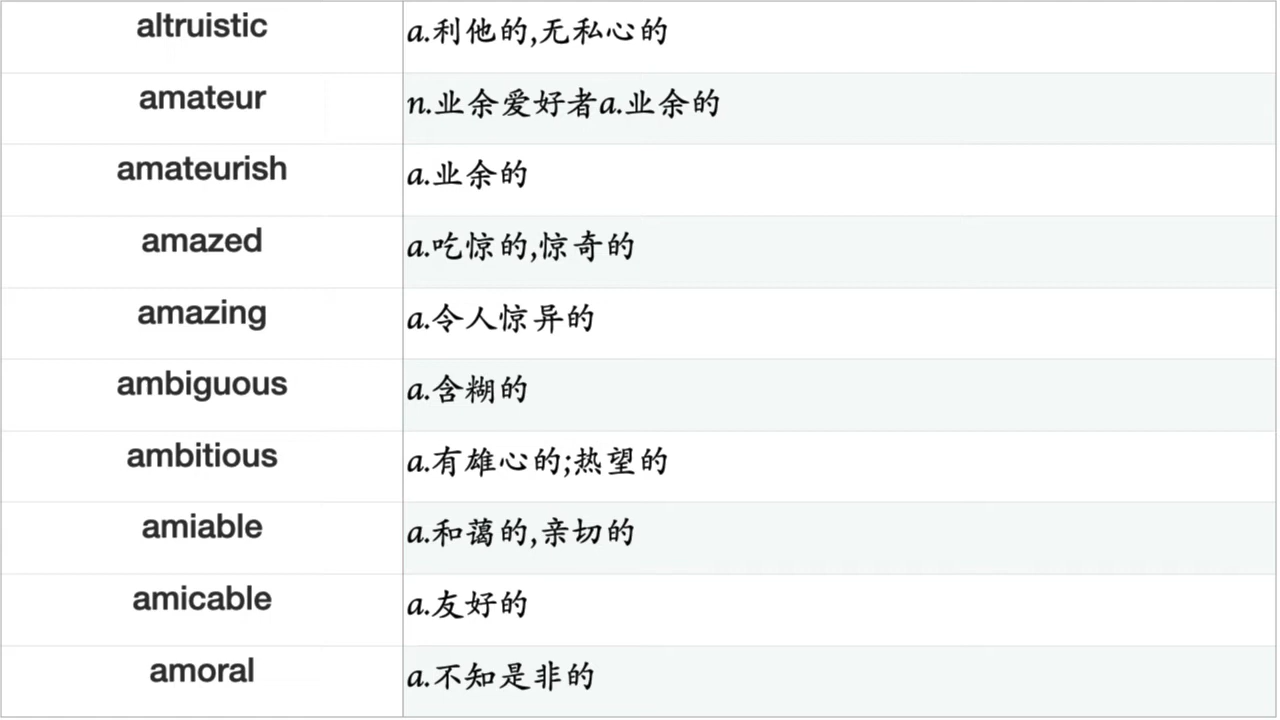 altruistic a.利他的,无私心的
amateur n.业余爱好者a.业余的
amateurish a.业余的
amazed a.吃惊的,惊奇的
amazing a.令人惊异的
ambiguous a.含糊的
ambitious a.有雄心的;热望的
amiable a.和蔼的,亲切的
amicable a.友好的
amoral a.不知是非的